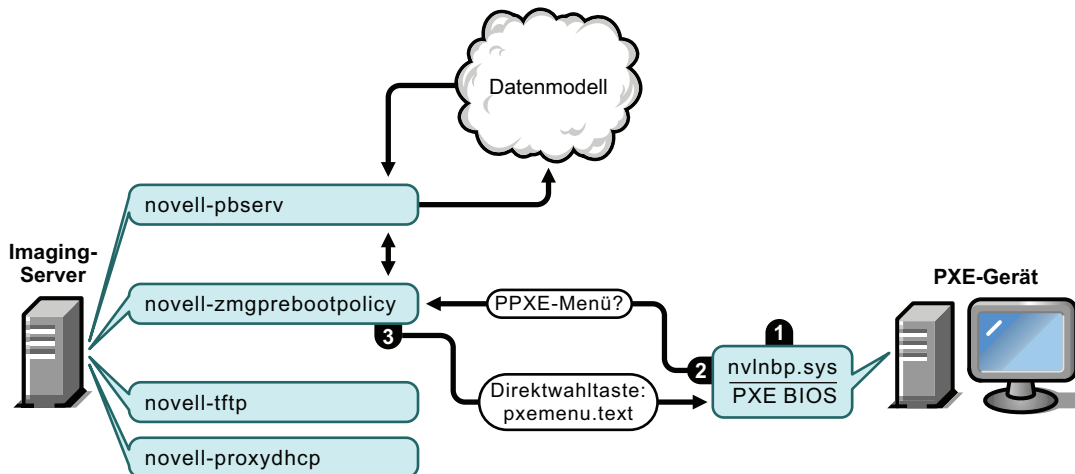 Datenmodell
novell-pbserv
Imaging-
Server
PXE-Gerät
novell-zmgprebootpolicy
PPXE-Menü?
3
1
2
nvlnbp.sys
PXE BIOS
Direktwahltaste:
pxemenu.text
novell-tftp
novell-proxydhcp